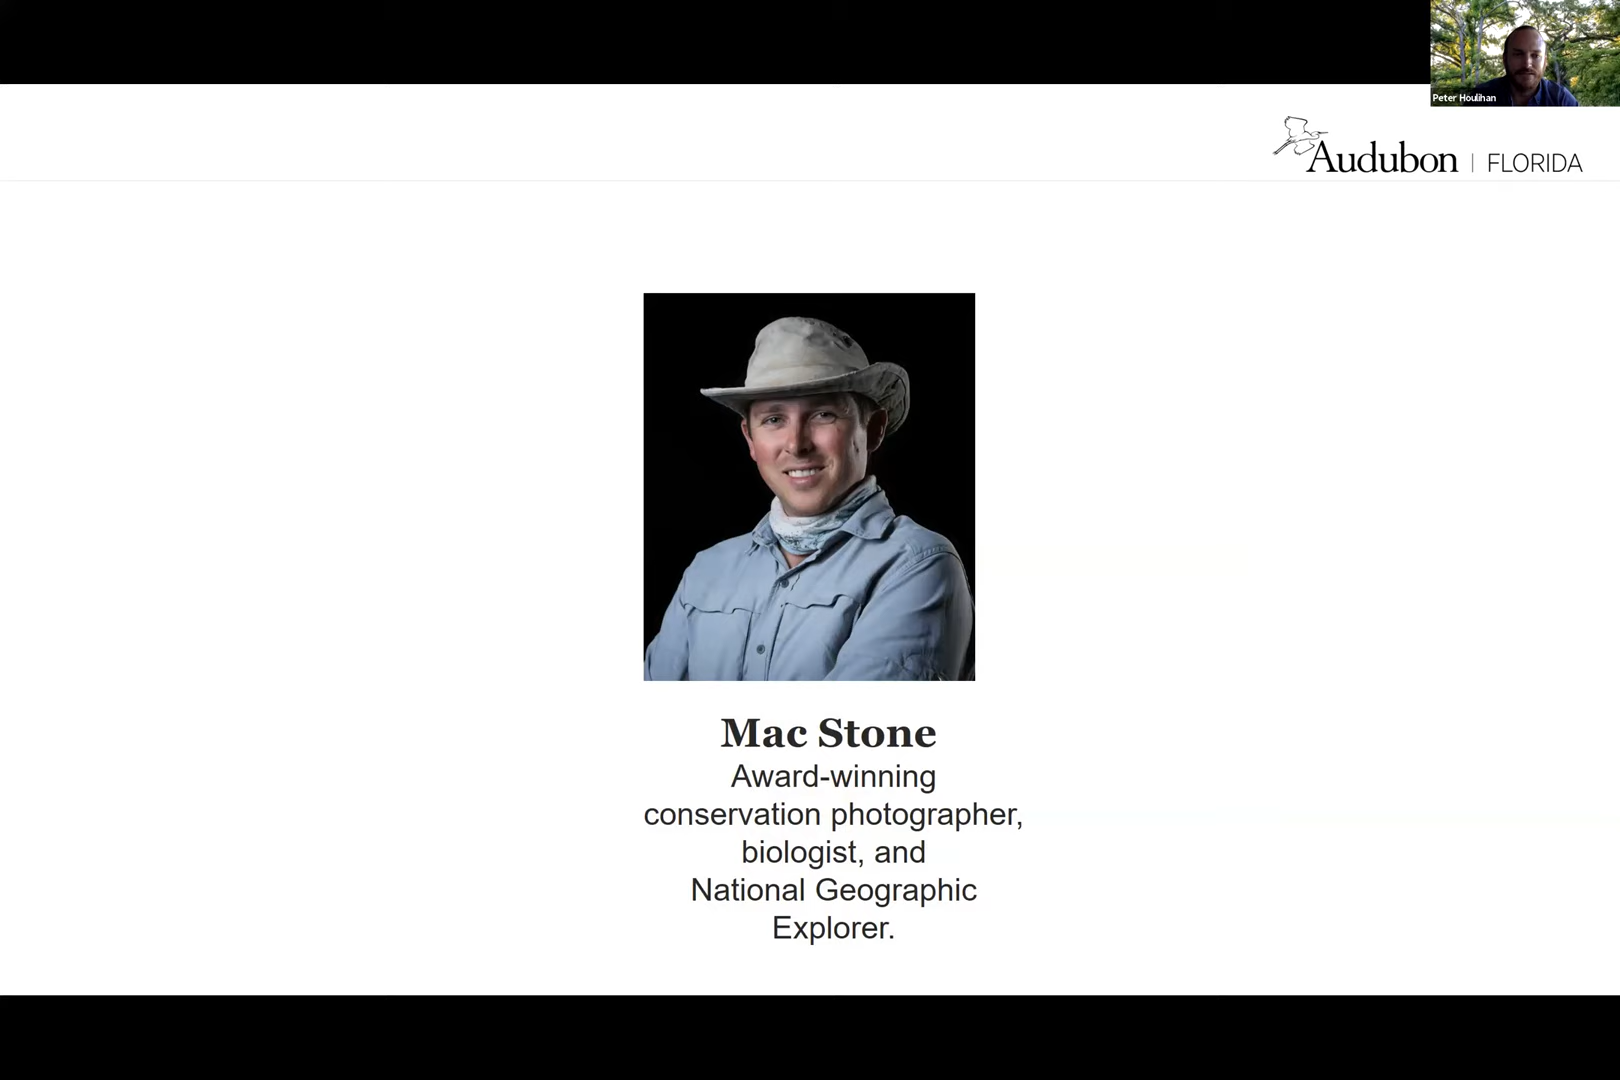 Peter Houlihan
Audubon | FLORIDA
Mac Stone
Award-winning
conservation photographer,
biologist, and
National Geographic
Explorer.